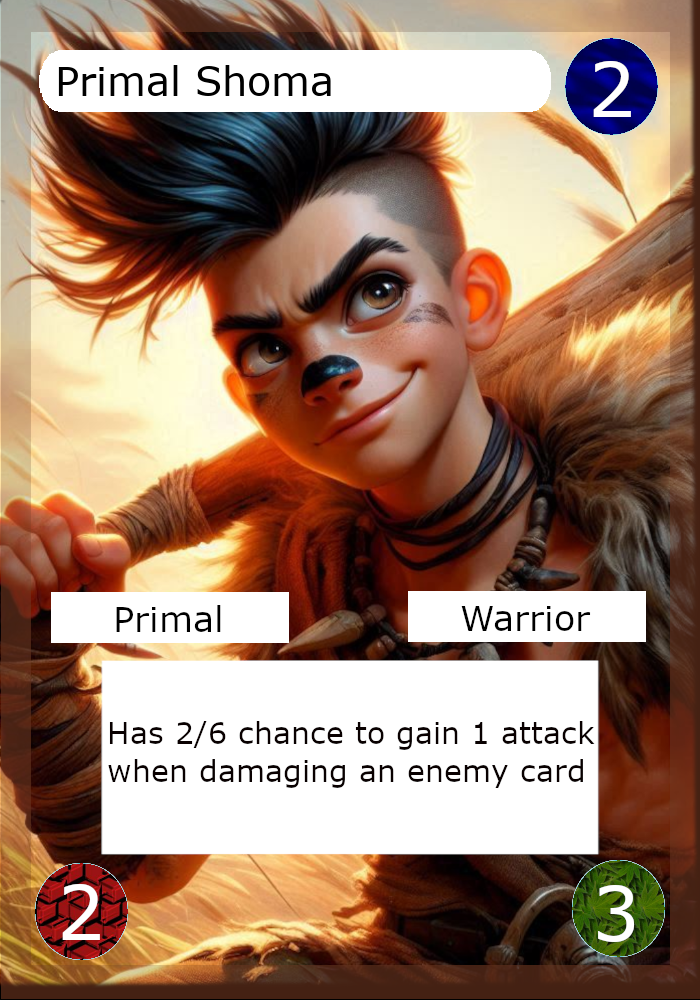 Primal Shoma
2
Primal
Warrior
Has 2/6 chance to gain 1 attack
when damaging an enemy card
2
3